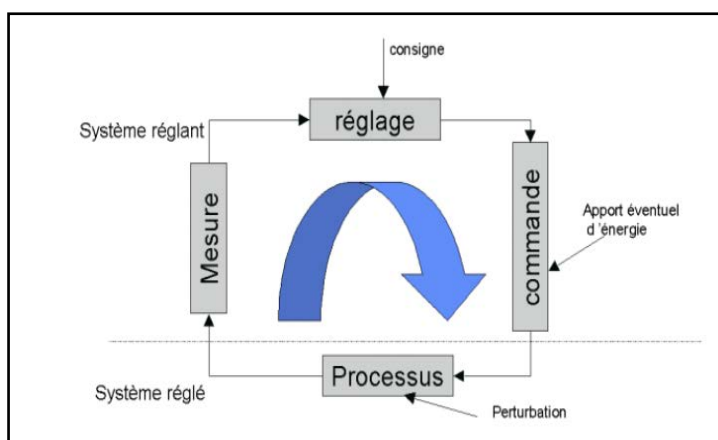 consigne
Système réglant
réglage
Mesure
commande
Apport éventuel
d 'énergie
Processus
Système réglé
Perturbation